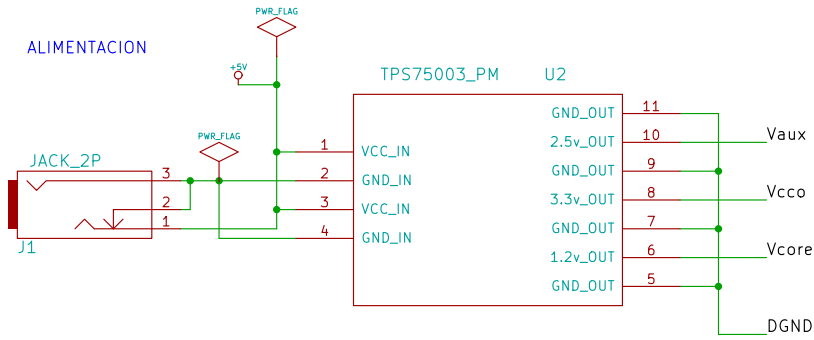 PWR_FLAG
ALIMENTACION
+5V
TPS75003_PM
U2
PWR_FLAG
JACK_2P
J1
3
2
1
1
VCC_IN
2
GND_IN
3
VCC_IN
4
GND_IN
GND_OUT
11
2.5v_OUT
10
Vaux
GND_OUT
9
3.3v_OUT
8
Vcco
GND_OUT
7
1.2v_OUT
6
Vcore
GND_OUT
5
DGND